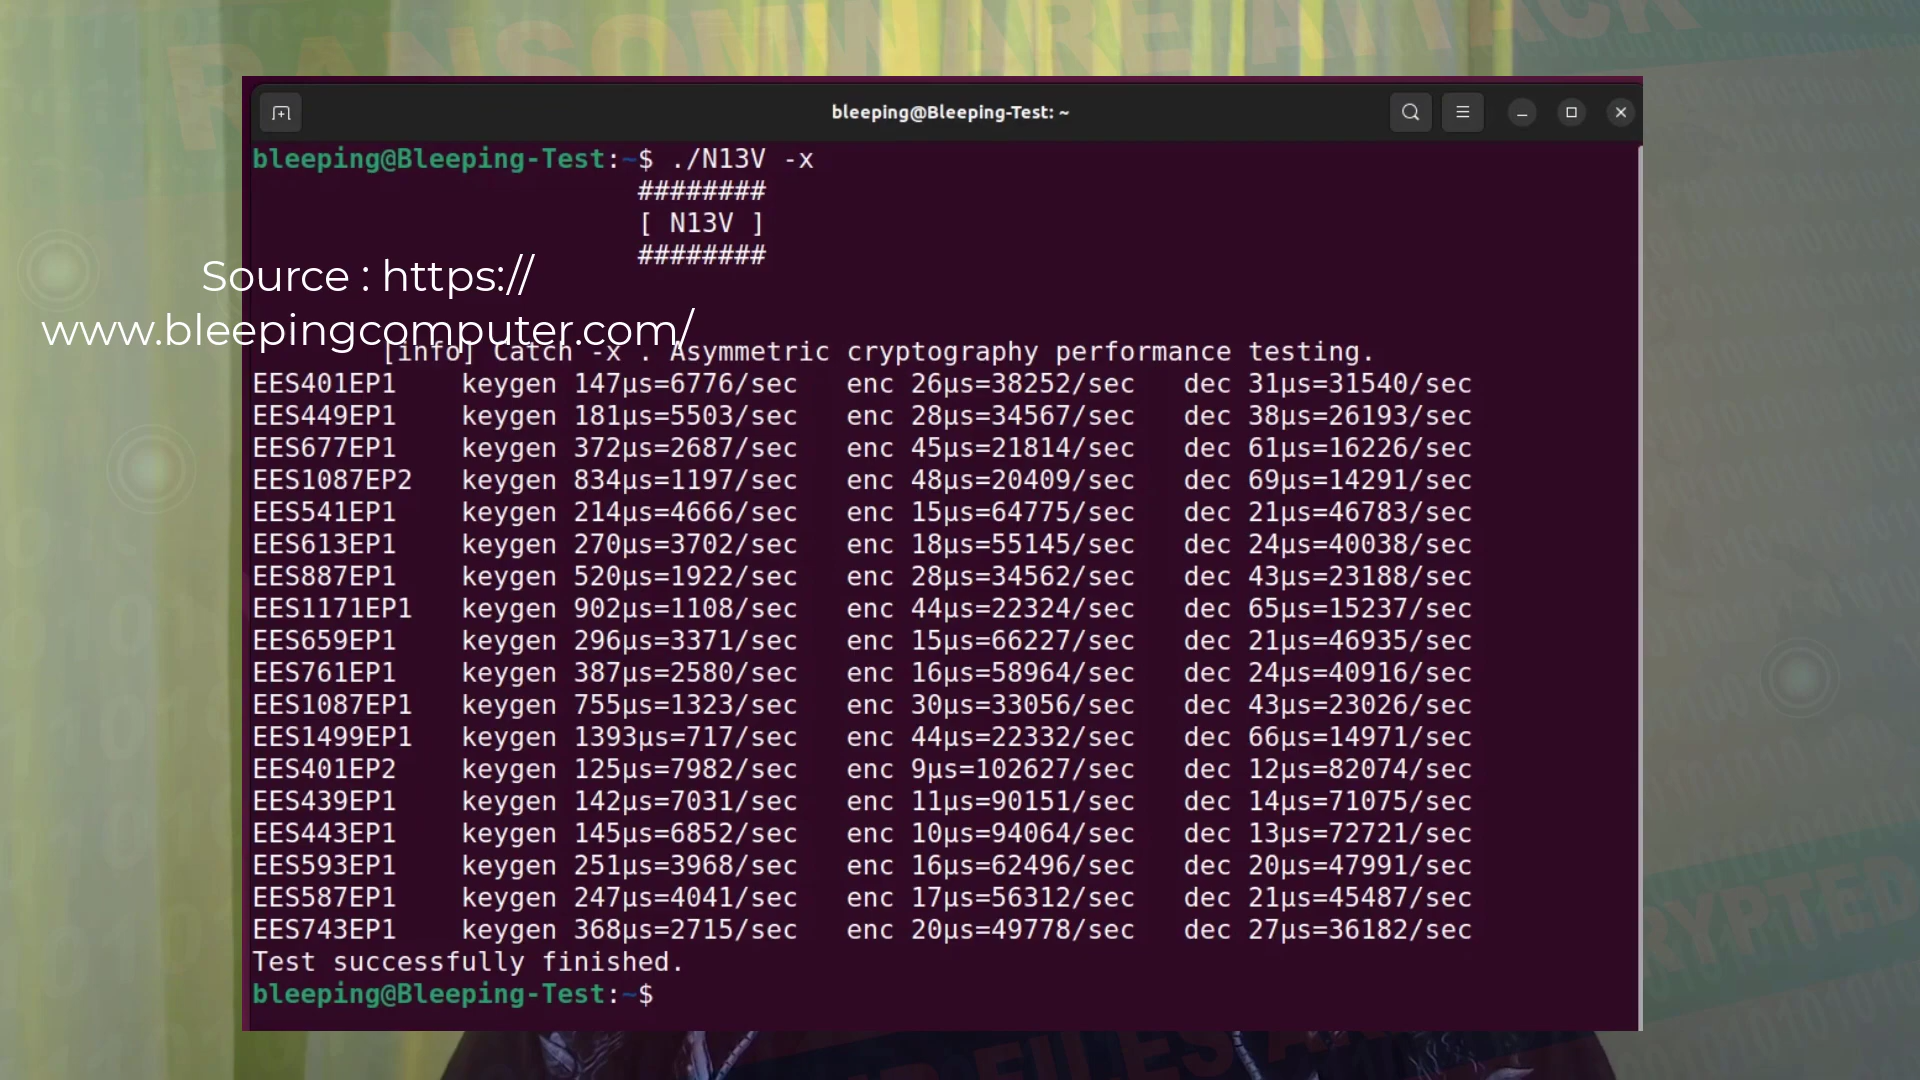 RANSOMWARE ATTACK
bleeping@Bleeping-Test: ~
bleeping@Bleeping-Test:~$ ./N13V -x
########
[ N13V ]
########
Source : https://
www.bleepingcomputer.com/
[info] Catch -x . Asymmetric cryptography performance testing.
EES401EP1 keygen 147µs=6776/sec enc 26µs=38252/sec dec 31µs=31540/sec
EES449EP1 keygen 181µs=5503/sec enc 28µs=34567/sec dec 38µs=26193/sec
EES677EP1 keygen 372µs=2687/sec enc 45µs=21814/sec dec 61µs=16226/sec
EES1087EP2 keygen 834µs=1197/sec enc 48µs=20409/sec dec 69µs=14291/sec
EES541EP1 keygen 214µs=4666/sec enc 15µs=64775/sec dec 21µs=46783/sec
EES613EP1 keygen 270µs=3702/sec enc 18µs=55145/sec dec 24µs=40038/sec
EES887EP1 keygen 520µs=1922/sec enc 28µs=34562/sec dec 43µs=23188/sec
EES1171EP1 keygen 902µs=1108/sec enc 44µs=22324/sec dec 65µs=15237/sec
EES659EP1 keygen 296µs=3371/sec enc 15µs=66227/sec dec 21µs=46935/sec
EES761EP1 keygen 387µs=2580/sec enc 16µs=58964/sec dec 24µs=40916/sec
EES1087EP1 keygen 755µs=1323/sec enc 30µs=33056/sec dec 43µs=23026/sec
EES1499EP1 keygen 1393µs=717/sec enc 44µs=22332/sec dec 66µs=14971/sec
EES401EP2 keygen 125µs=7982/sec enc 9µs=102627/sec dec 12µs=82074/sec
EES439EP1 keygen 142µs=7031/sec enc 11µs=90151/sec dec 14µs=71075/sec
EES443EP1 keygen 145µs=6852/sec enc 10µs=94064/sec dec 13µs=72721/sec
EES593EP1 keygen 251µs=3968/sec enc 16µs=62496/sec dec 20µs=47991/sec
EES587EP1 keygen 247µs=4041/sec enc 17µs=56312/sec dec 21µs=45487/sec
EES743EP1 keygen 368µs=2715/sec enc 20µs=49778/sec dec 27µs=36182/sec
Test successfully finished.
bleeping@Bleeping-Test:~$
FILES